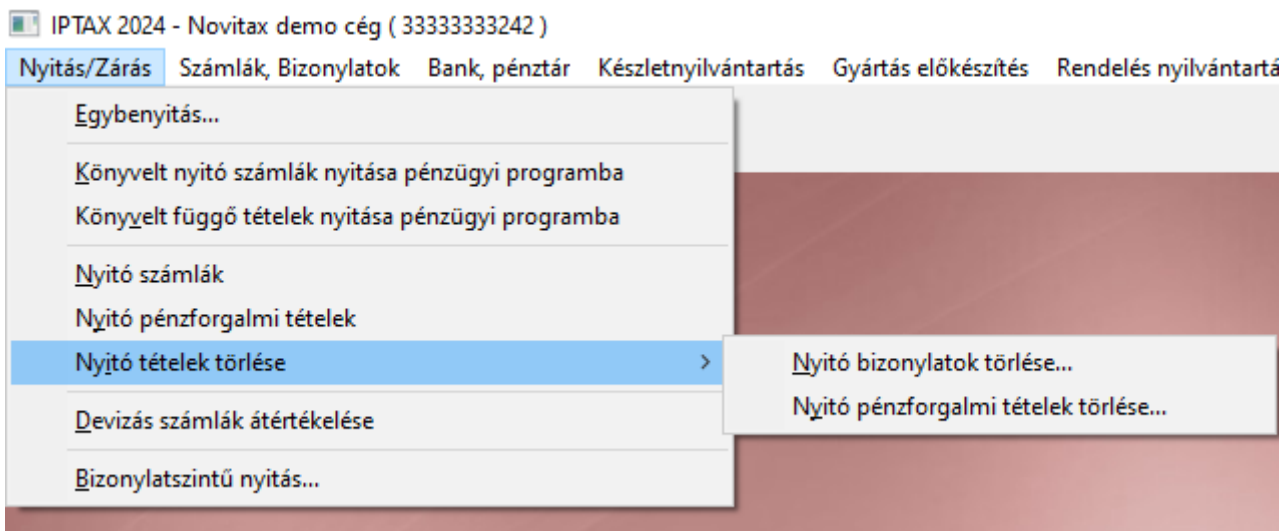 IPTAX 2024 - Novitax demo cég ( 33333333242 )
Nyitás/Zárás Számlák, Bizonylatok Bank, pénztár Készletnyilvántartás Gyártás előkészítés Rendelés nyilvántartá
Egybenyitás...
Könyvelt nyitó számlák nyitása pénzügyi programba
Könyvelt függő tételek nyitása pénzügyi programba
Nyitó számlák
Nyitó pénzforgalmi tételek
Nyitó tételek törlése >
Nyitó bizonylatok törlése...
Nyitó pénzforgalmi tételek törlése...
Devizás számlák átértékelése
Bizonylatszintű nyitás...